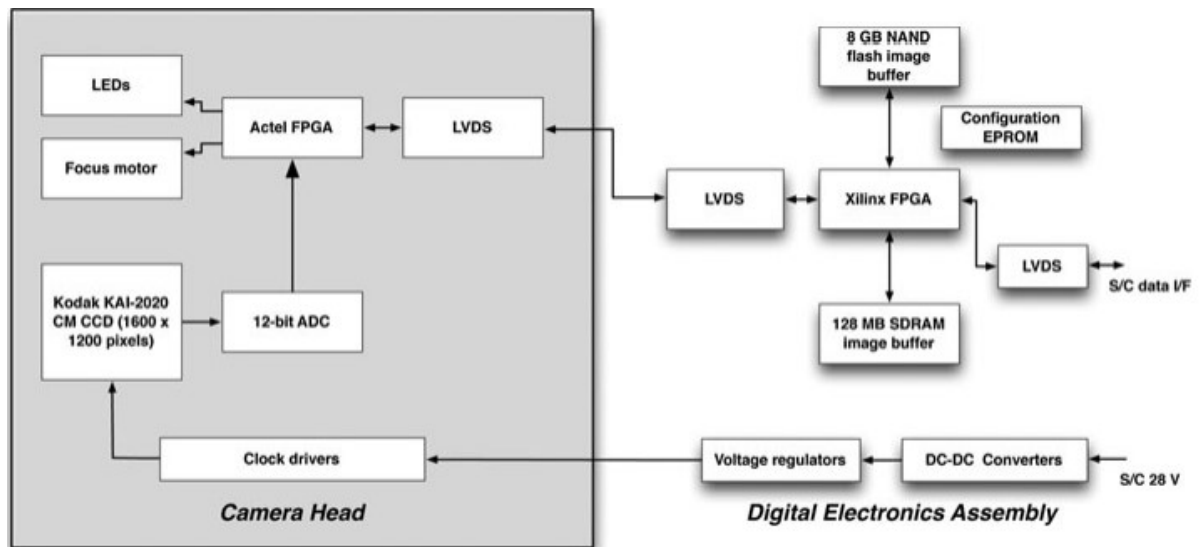 LEDs
Actel FPGA
LVDS
Focus motor
Kodak KAI-2020
CM CCD (1600 x
1200 pixels)
12-bit ADC
Clock drivers
Camera Head
8 GB NAND
flash image
buffer
Configuration
EPROM
LVDS
Xilinx FPGA
LVDS
S/C data I/F
128 MB SDRAM
image buffer
Voltage regulators
DC-DC Converters
S/C 28 V
Digital Electronics Assembly